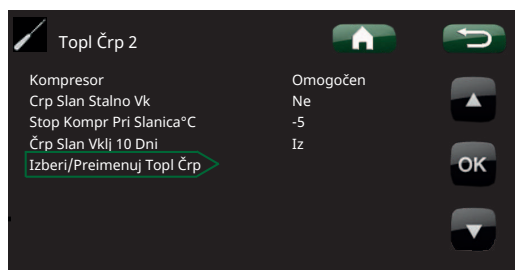 Topl Črp 2
Kompresor Omogočen
Crp Slan Stalno Vk Ne
Stop Kompr Pri Slanica°C -5
Črp Slan Vklj 10 Dni Iz
Izberi/Preimenuj Topl Črp
OK